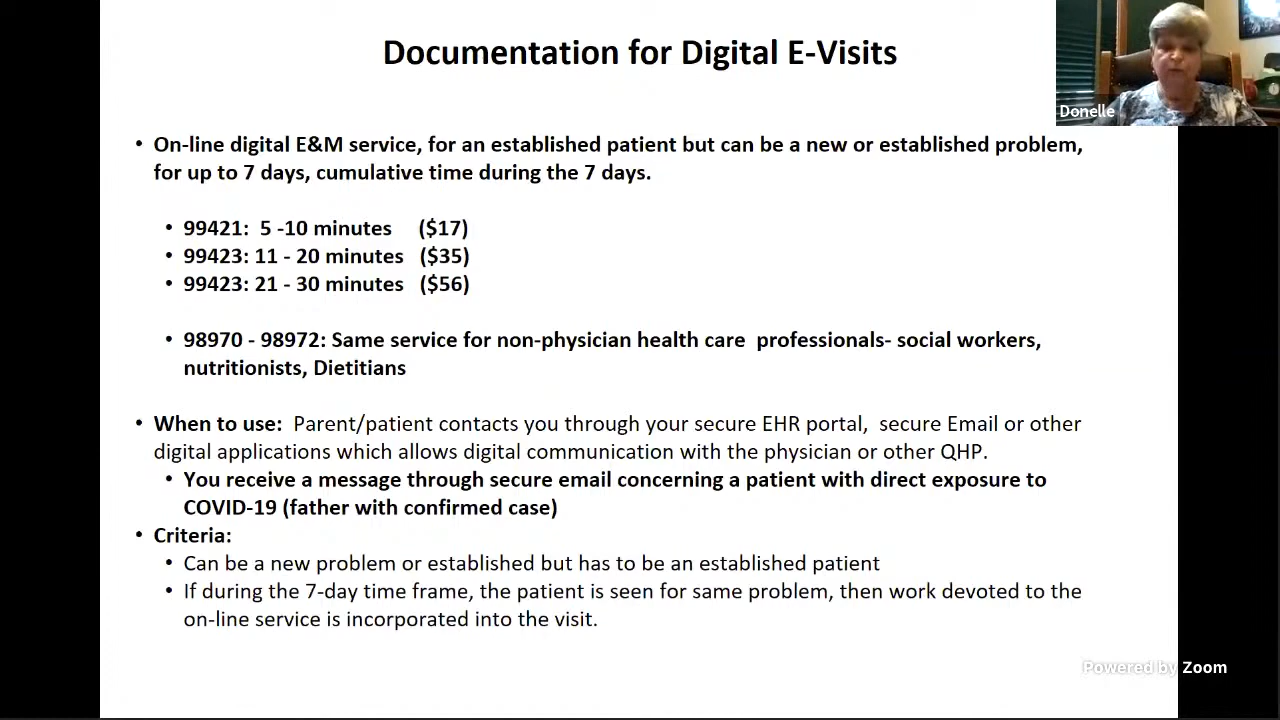 Documentation for Digital E-Visits
Donelle
• On-line digital E&M service, for an established patient but can be a new or established problem,
for up to 7 days, cumulative time during the 7 days.
• 99421: 5 -10 minutes ($17)
• 99423: 11 - 20 minutes ($35)
• 99423: 21 - 30 minutes ($56)
• 98970 - 98972: Same service for non-physician health care professionals- social workers,
nutritionists, Dietitians
• When to use: Parent/patient contacts you through your secure EHR portal, secure Email or other
digital applications which allows digital communication with the physician or other QHP.
• You receive a message through secure email concerning a patient with direct exposure to
COVID-19 (father with confirmed case)
• Criteria:
• Can be a new problem or established but has to be an established patient
• If during the 7-day time frame, the patient is seen for same problem, then work devoted to the
on-line service is incorporated into the visit.
Powered by Zoom